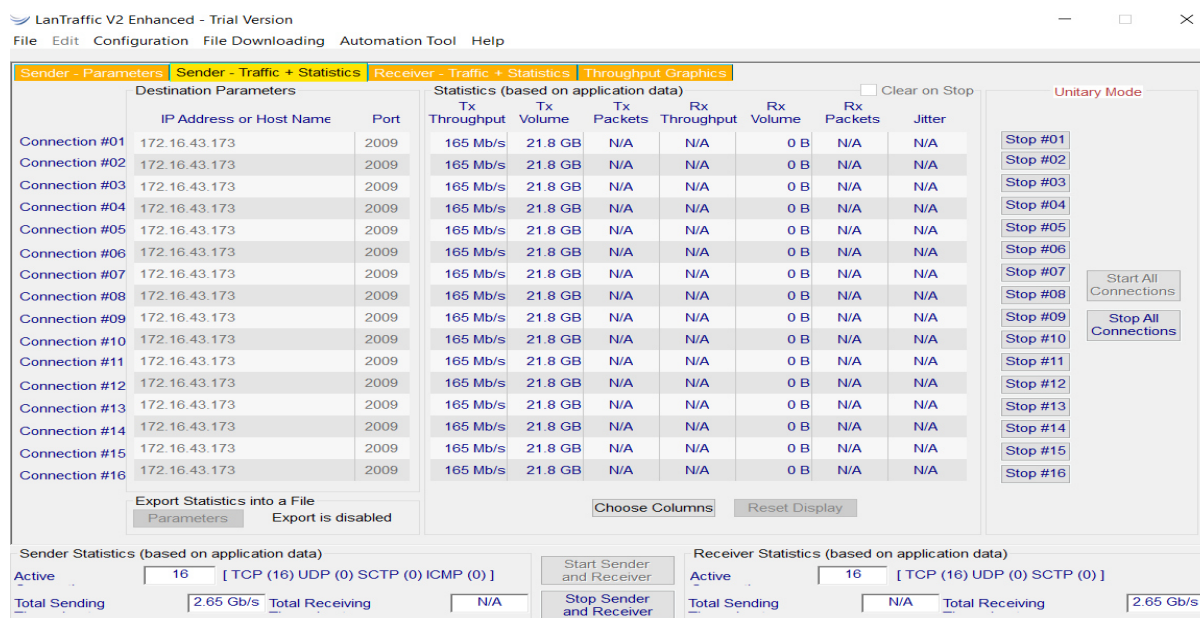 LanTraffic V2 Enhanced - Trial Version
File Edit Configuration File Downloading Automation Tool Help
Sender - Parameters Sender - Traffic + Statistics Receiver - Traffic + Statistics Throughput Graphics
Destination Parameters Statistics (based on application data) Clear on Stop Unitary Mode
Tx Tx Tx Rx Rx Rx
IP Address or Host Name Port Throughput Volume Packets Throughput Volume Packets Jitter
Connection #01 172.16.43.173 2009 165 Mb/s 21.8 GB N/A N/A 0 B N/A N/A Stop #01
Connection #02 172.16.43.173 2009 165 Mb/s 21.8 GB N/A N/A 0 B N/A N/A Stop #02
Connection #03 172.16.43.173 2009 165 Mb/s 21.8 GB N/A N/A 0 B N/A N/A Stop #03
Connection #04 172.16.43.173 2009 165 Mb/s 21.8 GB N/A N/A 0 B N/A N/A Stop #04
Connection #05 172.16.43.173 2009 165 Mb/s 21.8 GB N/A N/A 0 B N/A N/A Stop #05
Connection #06 172.16.43.173 2009 165 Mb/s 21.8 GB N/A N/A 0 B N/A N/A Stop #06
Connection #07 172.16.43.173 2009 165 Mb/s 21.8 GB N/A N/A 0 B N/A N/A Stop #07 Start All
Connection #08 172.16.43.173 2009 165 Mb/s 21.8 GB N/A N/A 0 B N/A N/A Stop #08 Connections
Connection #09 172.16.43.173 2009 165 Mb/s 21.8 GB N/A N/A 0 B N/A N/A Stop #09 Stop All
Connection #10 172.16.43.173 2009 165 Mb/s 21.8 GB N/A N/A 0 B N/A N/A Stop #10 Connections
Connection #11 172.16.43.173 2009 165 Mb/s 21.8 GB N/A N/A 0 B N/A N/A Stop #11
Connection #12 172.16.43.173 2009 165 Mb/s 21.8 GB N/A N/A 0 B N/A N/A Stop #12
Connection #13 172.16.43.173 2009 165 Mb/s 21.8 GB N/A N/A 0 B N/A N/A Stop #13
Connection #14 172.16.43.173 2009 165 Mb/s 21.8 GB N/A N/A 0 B N/A N/A Stop #14
Connection #15 172.16.43.173 2009 165 Mb/s 21.8 GB N/A N/A 0 B N/A N/A Stop #15
Connection #16 172.16.43.173 2009 165 Mb/s 21.8 GB N/A N/A 0 B N/A N/A Stop #16
Export Statistics into a File
Parameters Export is disabled Choose Columns Reset Display
Sender Statistics (based on application data) Receiver Statistics (based on application data)
Start Sender
and Receiver
Active 16 [ TCP (16) UDP (0) SCTP (0) ICMP (0) ] Active 16 [ TCP (16) UDP (0) SCTP (0) ]
Stop Sender
and Receiver
Total Sending 2.65 Gb/s Total Receiving N/A Total Sending N/A Total Receiving 2.65 Gb/s